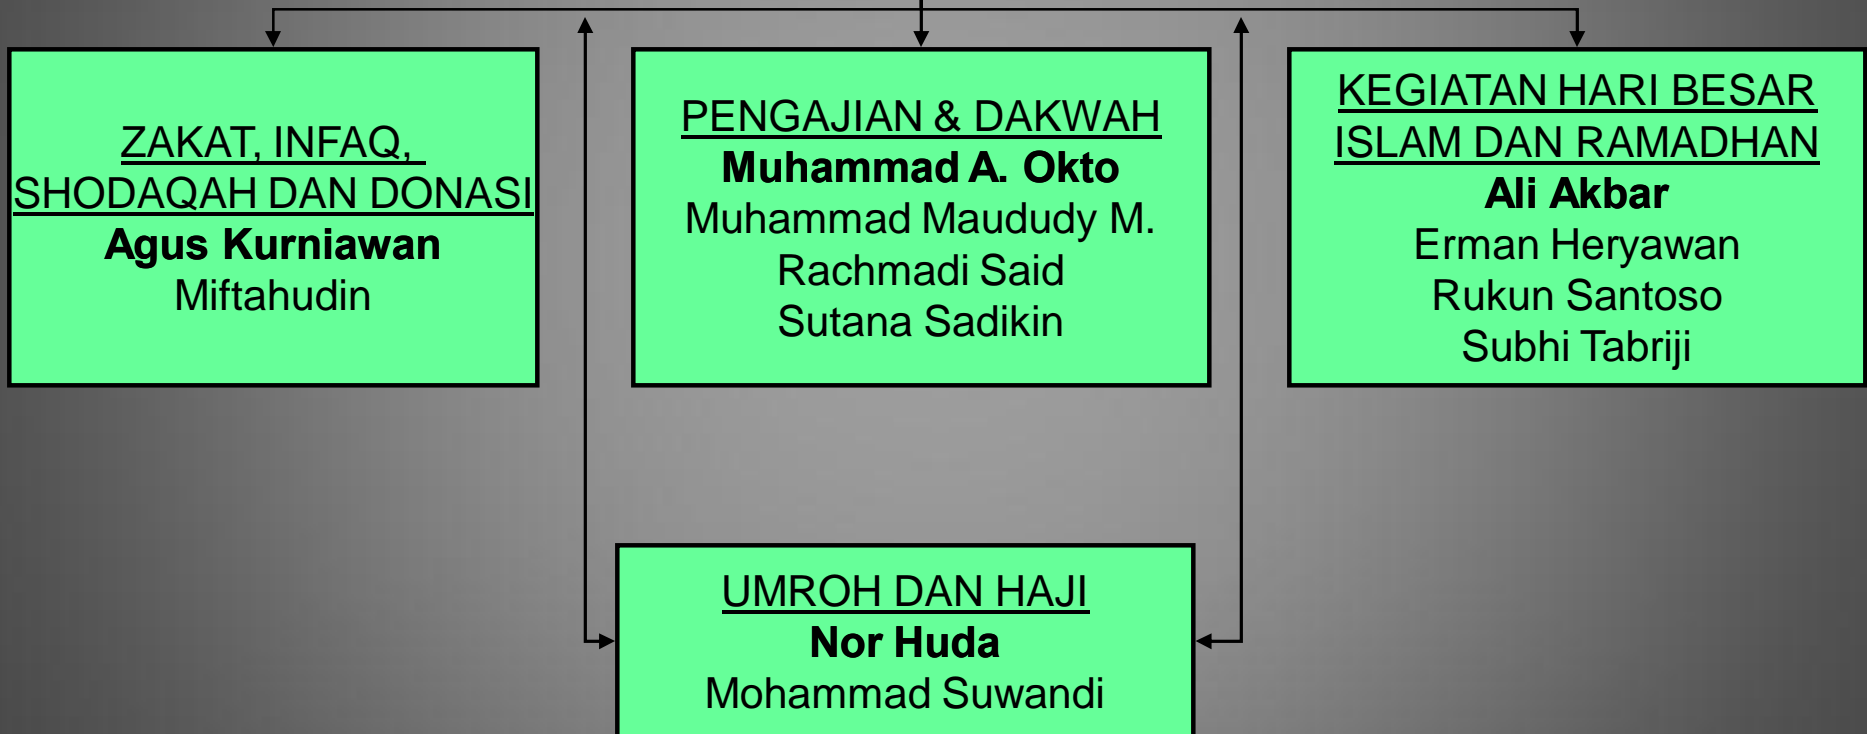 ZAKAT, INFAQ,
SHODAQAH DAN DONASI
Agus Kurniawan
Miftahudin
PENGAJIAN & DAKWAH
Muhammad A. Okto
Muhammad Maududy M.
Rachmadi Said
Sutana Sadikin
KEGIATAN HARI BESAR
ISLAM DAN RAMADHAN
Ali Akbar
Erman Heryawan
Rukun Santoso
Subhi Tabriji
UMROH DAN HAJI
Nor Huda
Mohammad Suwandi